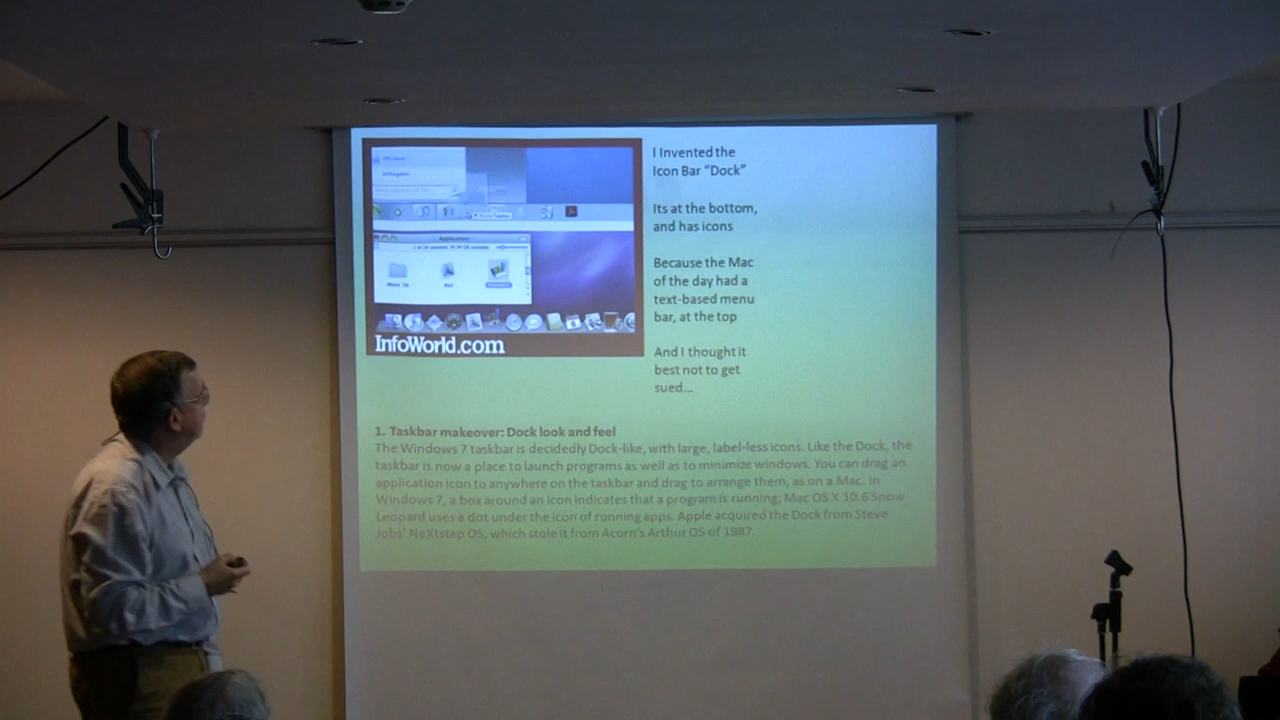 Applications
InfoWorld.com
I Invented the
Icon Bar “Dock”
Its at the bottom,
and has icons
Because the Mac
of the day had a
text-based menu
bar, at the top
And I thought it
best not to get
sued...
1. Taskbar makeover: Dock look and feel
The Windows 7 taskbar is decidedly Dock-like, with large, label-less icons. Like the Dock, the
taskbar is now a place to launch programs as well as to minimize windows. You can drag an
application icon to anywhere on the taskbar and drag to arrange them, as on a Mac. In
Windows 7, a box around an icon indicates that a program is running; Mac OS X 10.6 Snow
Leopard uses a dot under the icon of running apps. Apple acquired the Dock from Steve
Jobs' NeXtstep OS, which stole it from Acorn's Arthur OS of 1987.